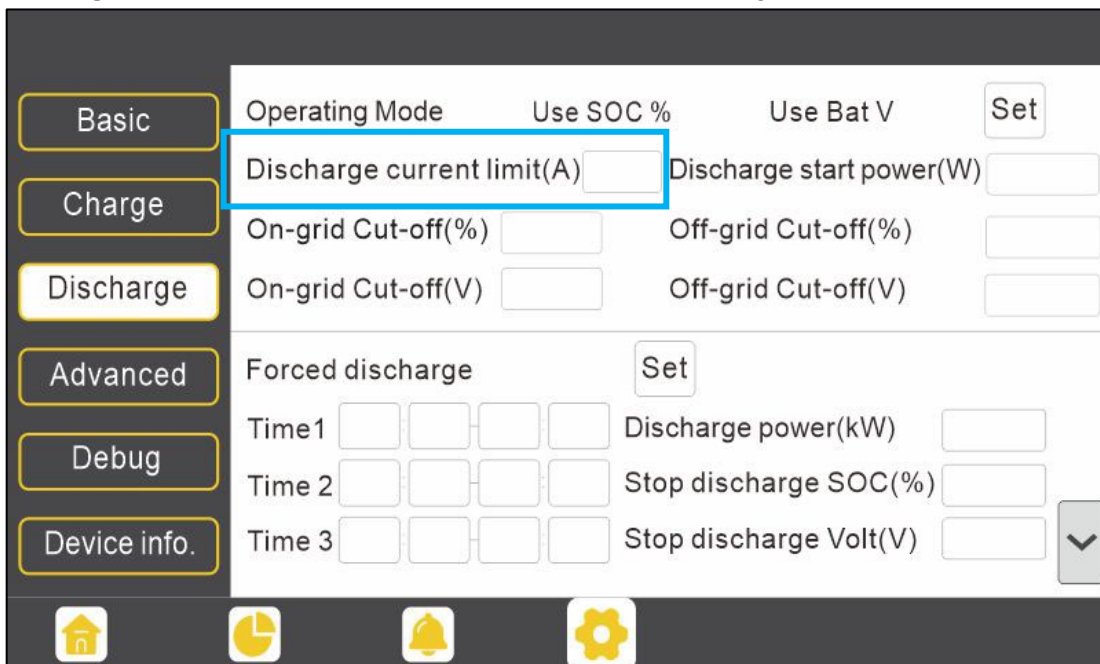 Basic
Charge
Discharge
Advanced
Debug
Device info.
Operating Mode Use SOC % Use Bat V Set
Discharge current limit(A) Discharge start power(W)
On-grid Cut-off(%) Off-grid Cut-off(%)
On-grid Cut-off(V) Off-grid Cut-off(V)
Forced discharge Set
Time1 : - : Discharge power(kW)
Time 2 : - : Stop discharge SOC(%)
Time 3 : - : Stop discharge Volt(V)